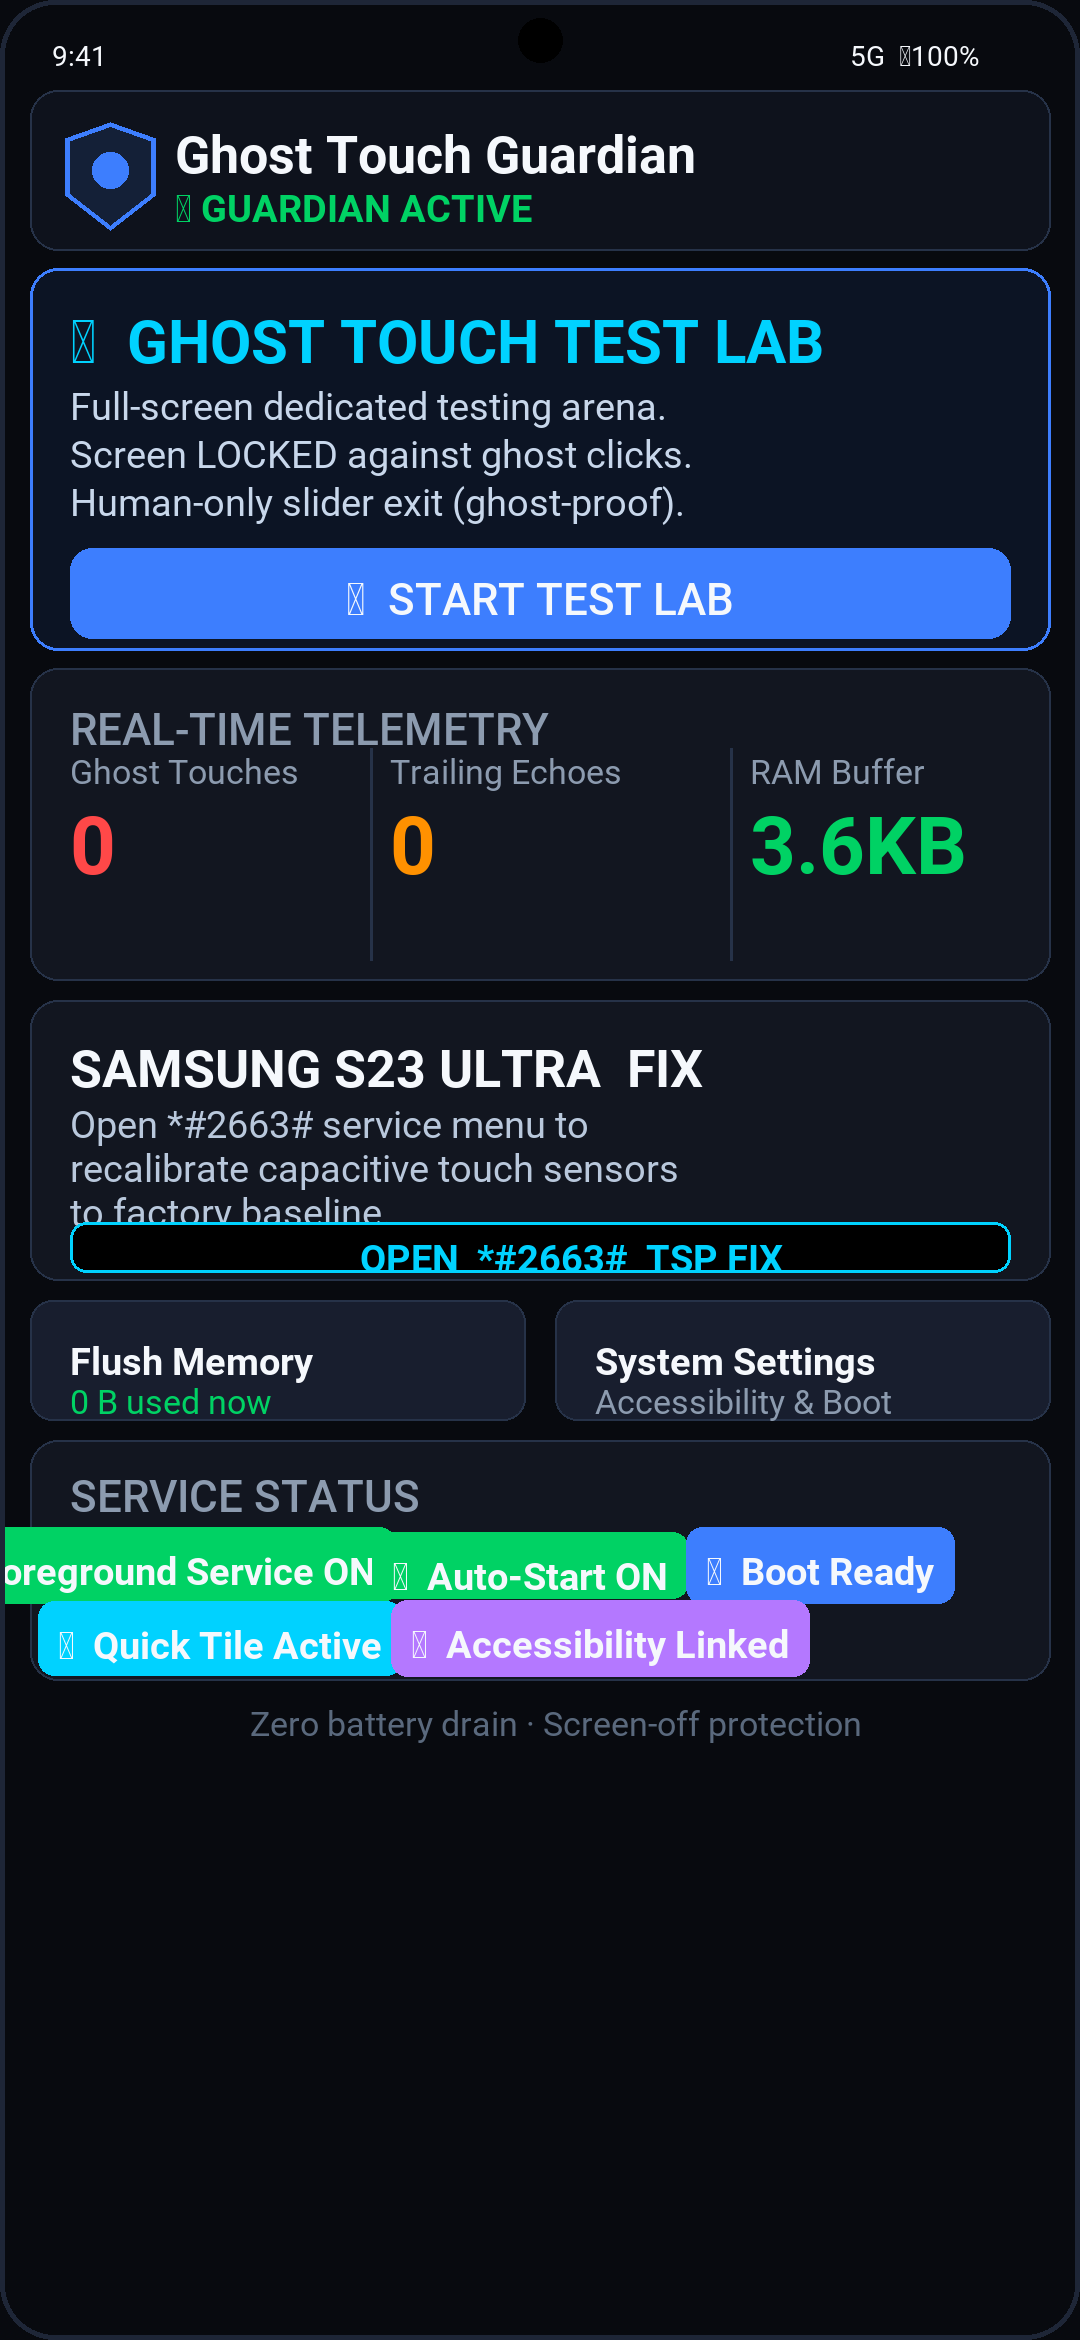 9:41
5G 100%
Ghost Touch Guardian
GUARDIAN ACTIVE
GHOST TOUCH TEST LAB
Full-screen dedicated testing arena.
Screen LOCKED against ghost clicks.
Human-only slider exit (ghost-proof).
START TEST LAB
REAL-TIME TELEMETRY
Ghost Touches Trailing Echoes RAM Buffer
0 0 3.6KB
SAMSUNG S23 ULTRA FIX
Open *#2663# service menu to
recalibrate capacitive touch sensors
to factory baseline
OPEN *#2663# TSP FIX
Flush Memory System Settings
0 B used now Accessibility & Boot
SERVICE STATUS
oreground Service ON Auto-Start ON Boot Ready
Quick Tile Active Accessibility Linked
Zero battery drain · Screen-off protection